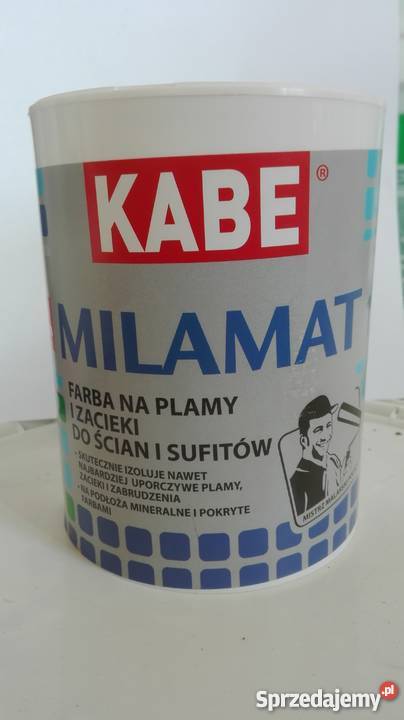 KABE®
MILAMAT
FARBA NA PLAMY
I ZACIEKI
DO ŚCIAN I SUFITÓW
- SKUTECZNIE IZOLUJE NAWET
NAJBARDZIEJ UPORCZYWE PLAMY,
ZACIEKI I ZABRUDZENIA
- NA PODŁOŻA MINERALNE I POKRYTE
FARBAMI
MISTRZ
Sprzedajemy.pl